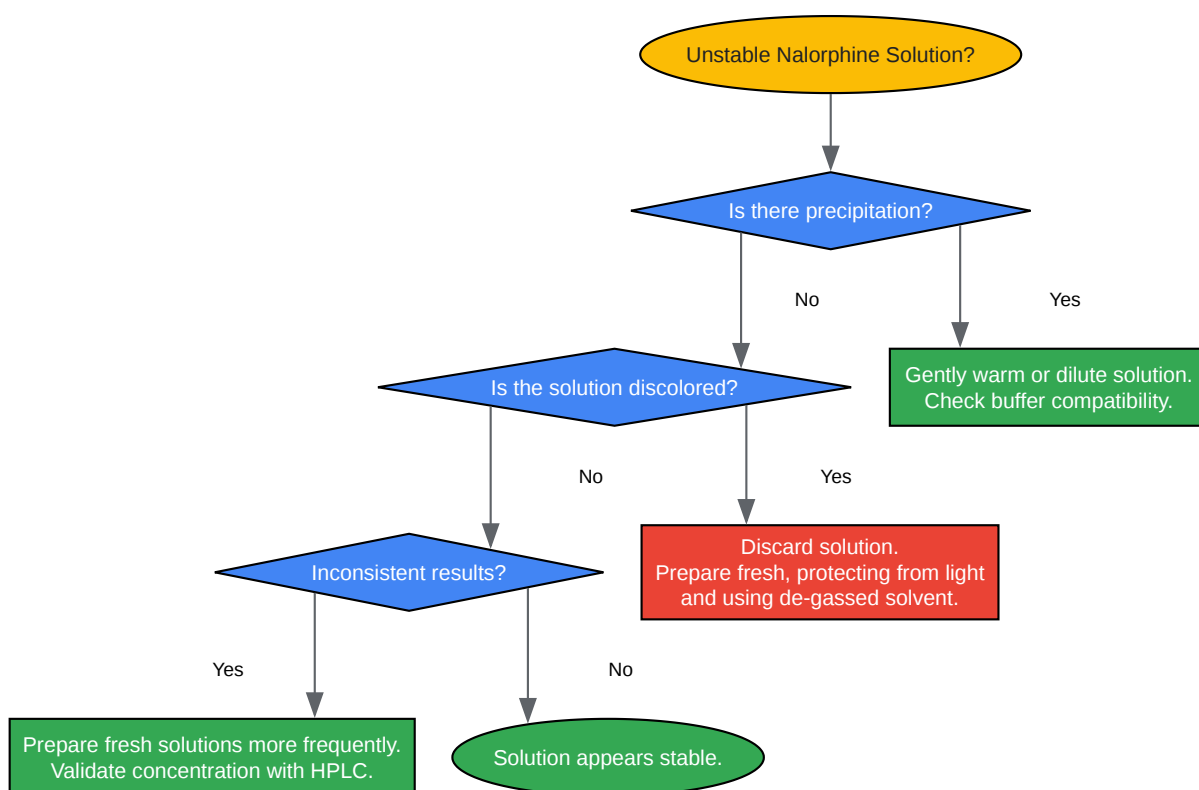 Unstable Nalorphine Solution?
Is there precipitation?
No
Yes
Gently warm or dilute solution.
Check buffer compatibility.
Is the solution discolored?
No
Yes
Discard solution.
Prepare fresh, protecting from light
and using de-gassed solvent.
Inconsistent results?
Yes
No
Prepare fresh solutions more frequently.
Validate concentration with HPLC.
Solution appears stable.